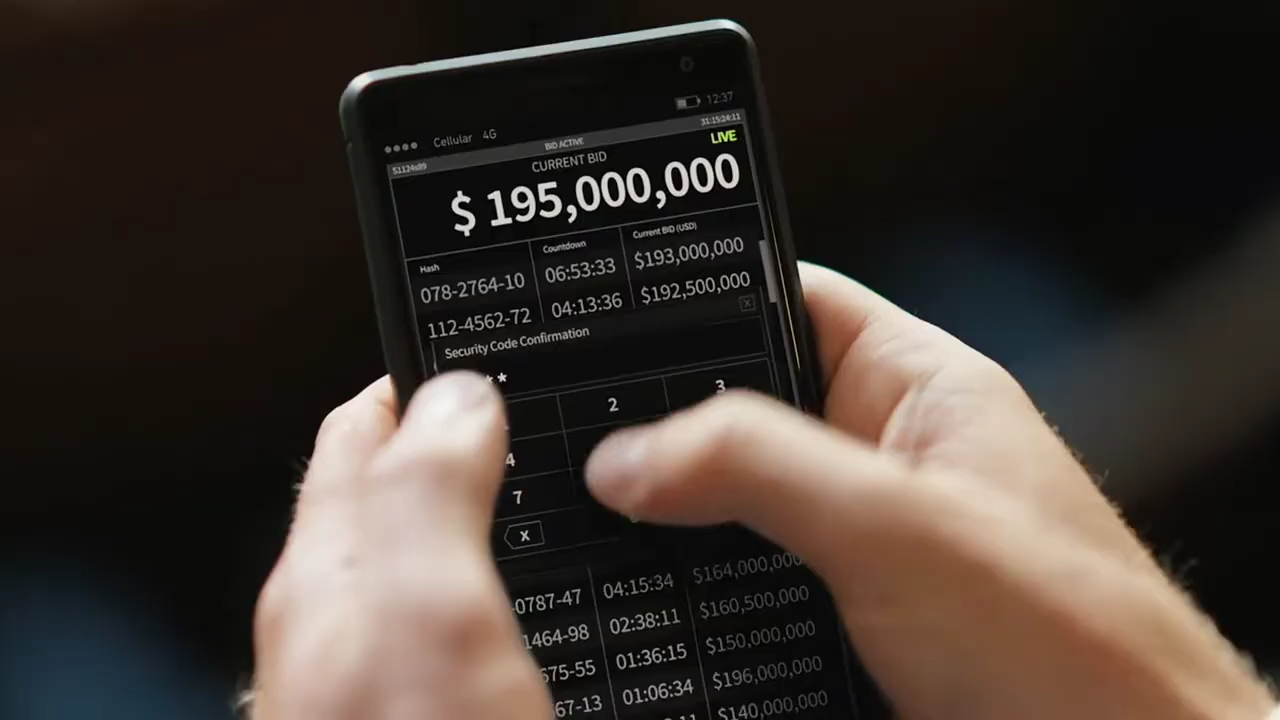 Cellular 4G 12:37
S1124s89 BID ACTIVE 31:15:24:11
LIVE
CURRENT BID
$ 195,000,000
Hash Countdown Current BID (USD)
078-2764-10 06:53:33 $193,000,000
112-4562-72 04:13:36 $192,500,000
X
Security Code Confirmation
**
2 3
4
7
X
-0787-47 04:15:34 $164,000,000
1464-98 02:38:11 $160,500,000
675-55 01:36:15 $150,000,000
67-13 01:06:34 $196,000,000
$140,000,000